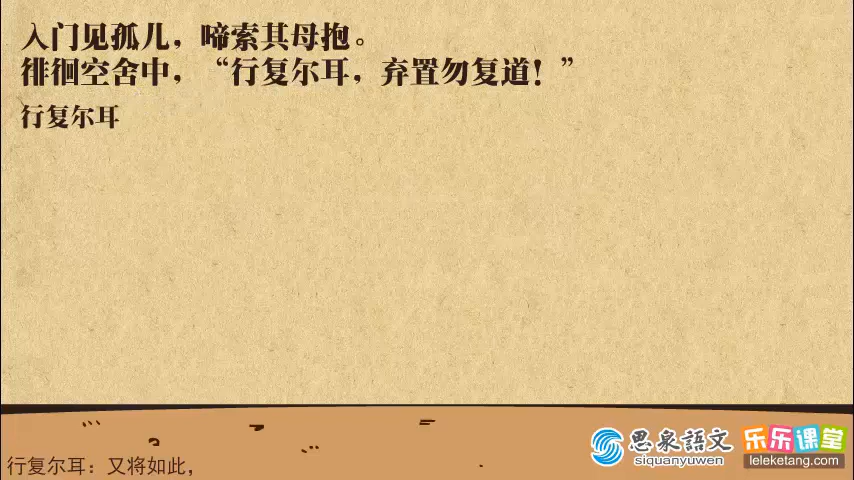 入门见孤儿，啼索其母抱。
徘徊空舍中，“行复尔耳，弃置勿复道！”
行复尔耳
思泉語文
siquanyuwen
乐乐课堂
leleketang.com
行复尔耳：又将如此，